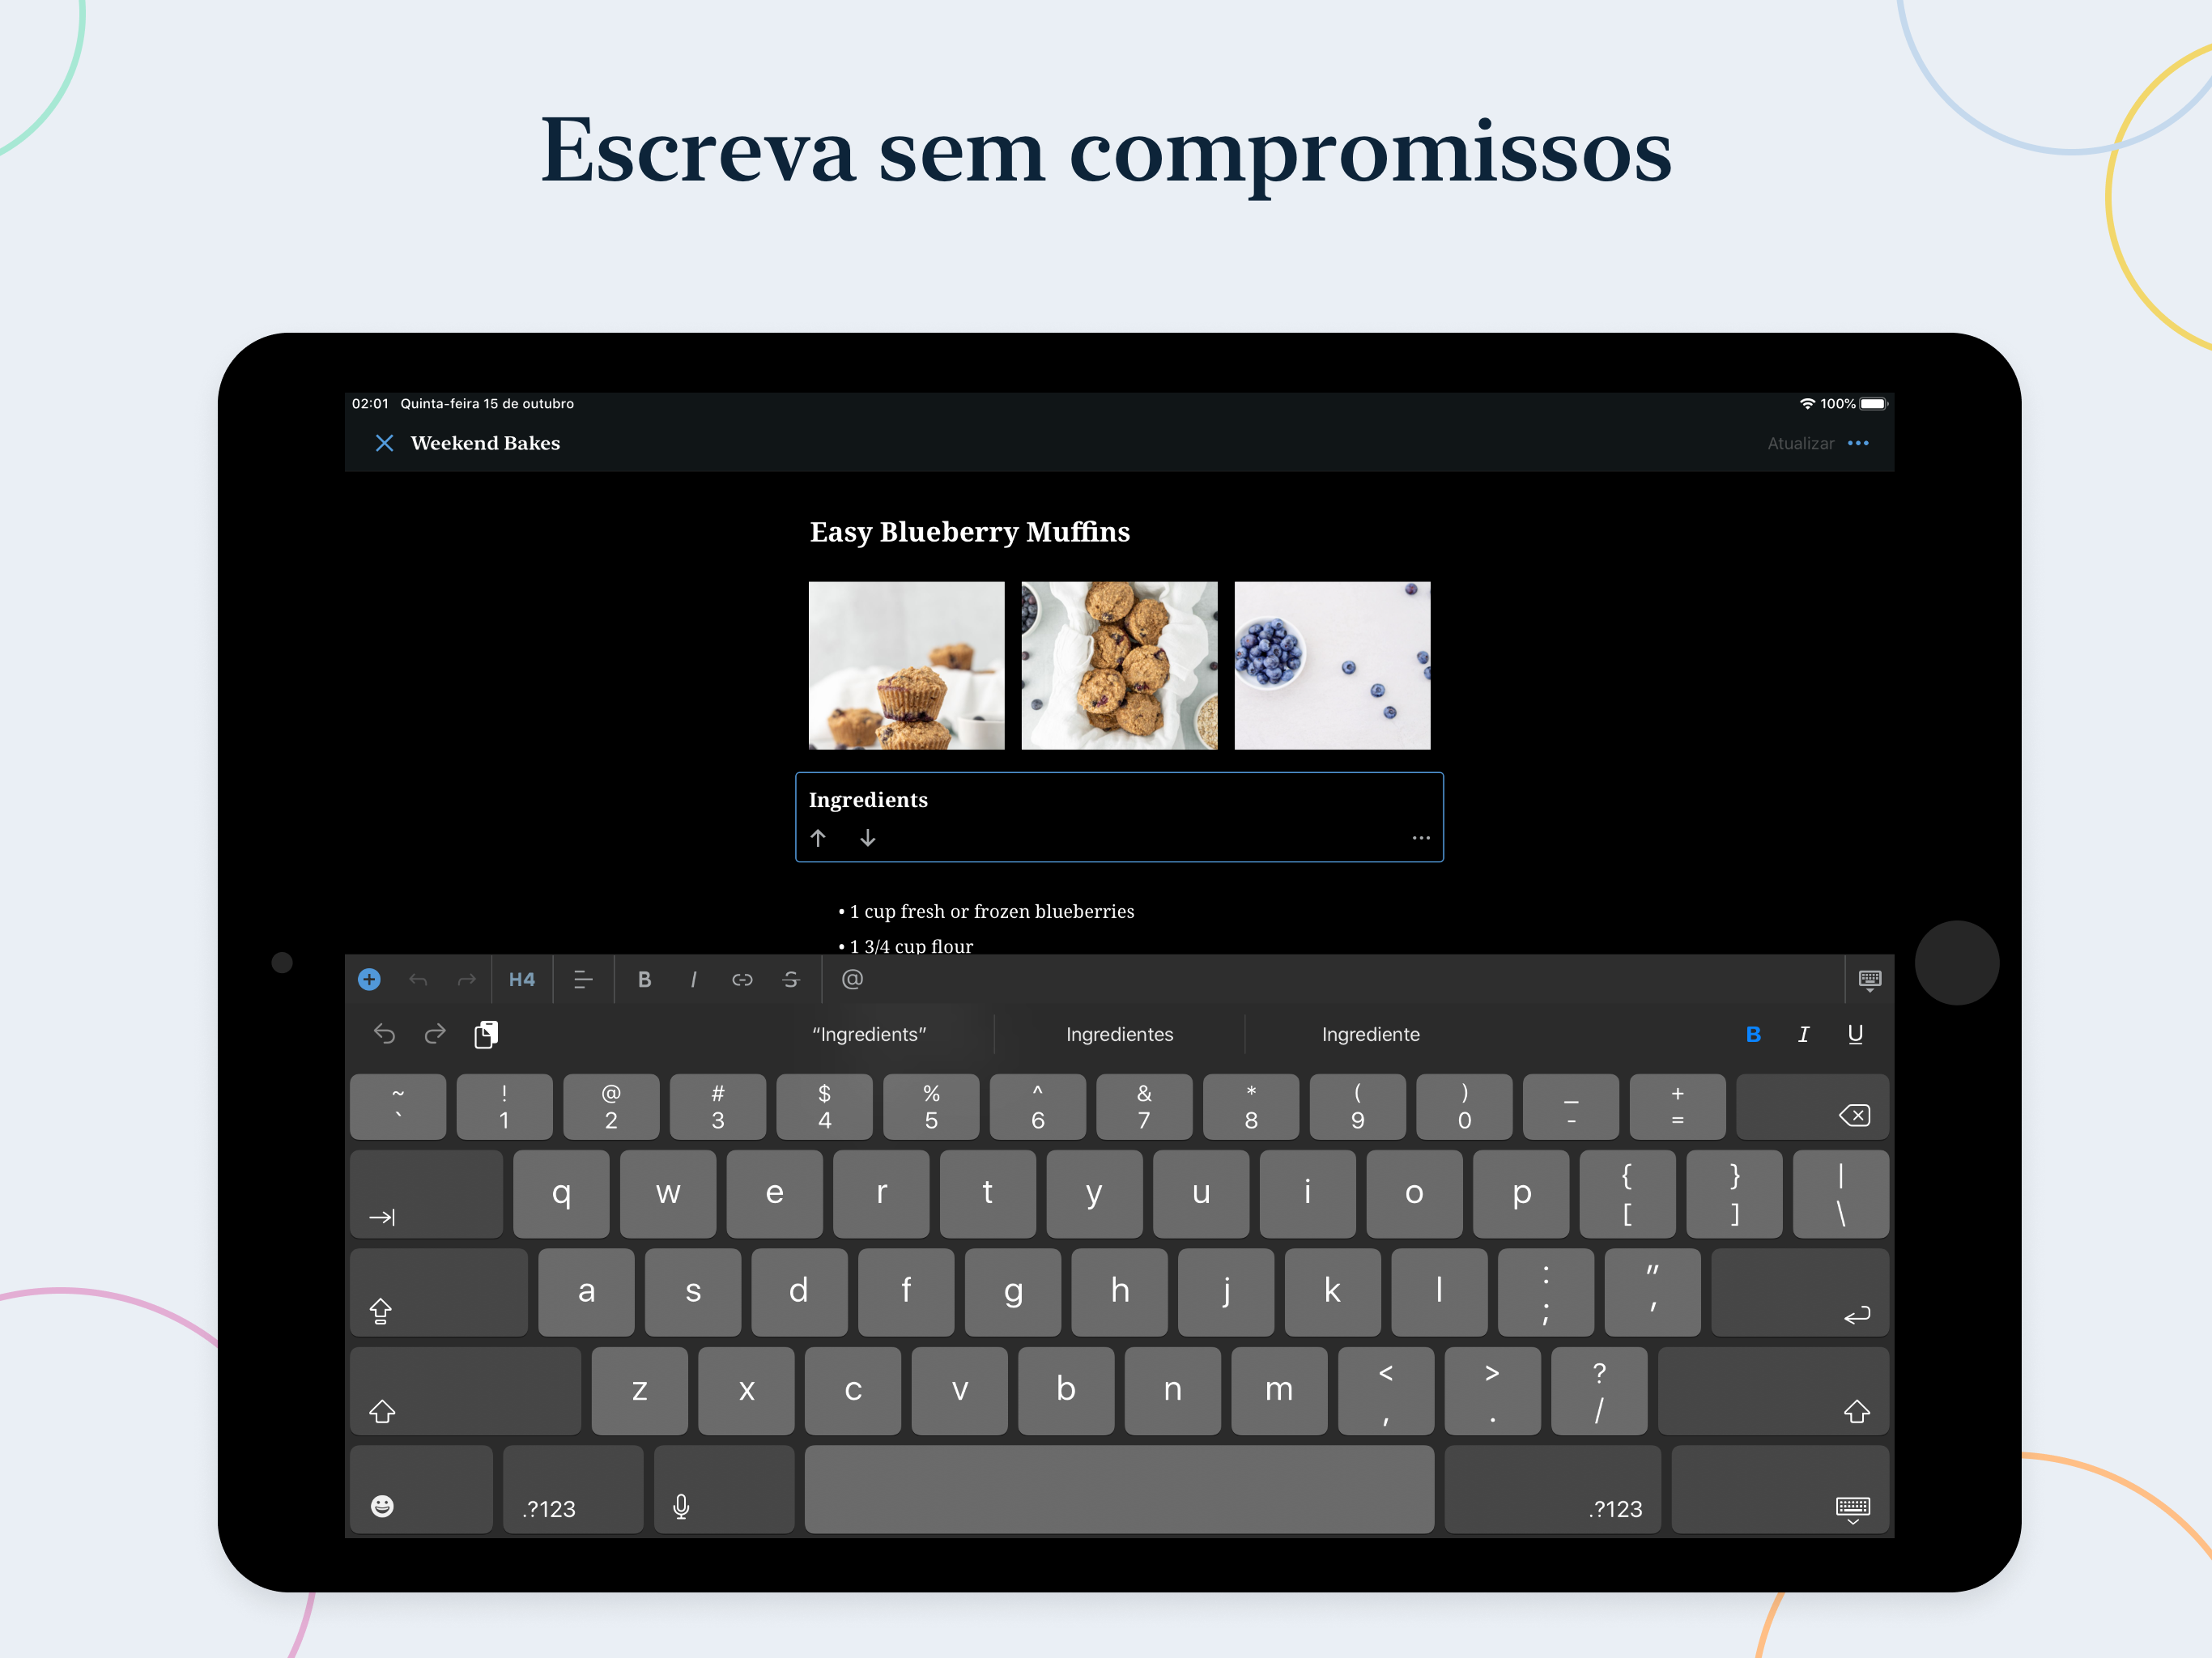 Escreva sem compromissos
02:01 Quinta-feira 15 de outubro 100%
Weekend Bakes Atualizar
Easy Blueberry Muffins
Ingredients
• 1 cup fresh or frozen blueberries
• 1 3/4 cup flour
H4 B I S @
“Ingredients” Ingredientes Ingrediente B I U
~ ! @ # $ % ^ & * ( ) _ +
` 1 2 3 4 5 6 7 8 9 0 - =
q w e r t y u i o p { } |
[ ] \
a s d f g h j k l : "
; '
z x c v b n m < > ?
, . /
.?123 .?123